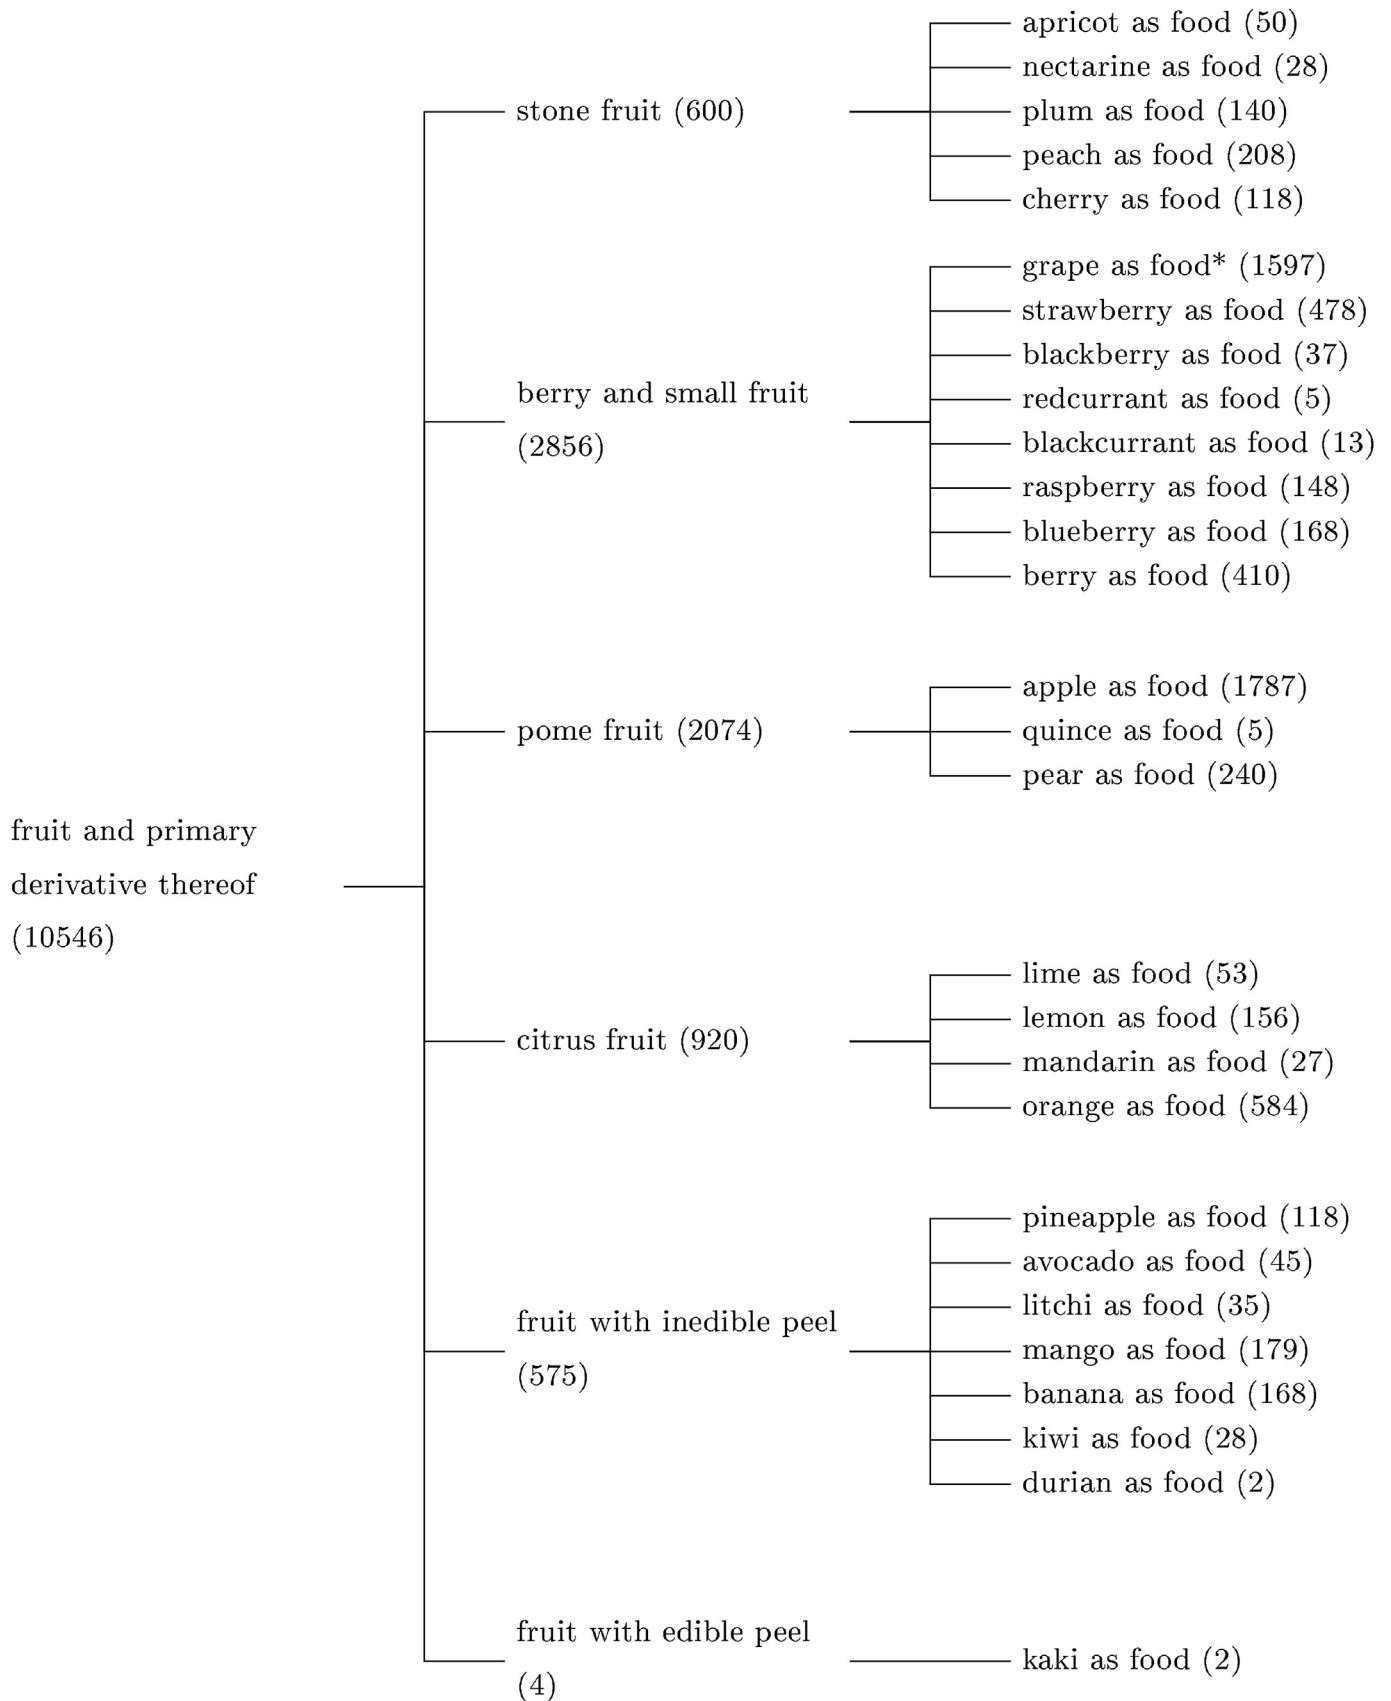 fruit and primary
derivative thereof
(10546)
stone fruit (600)
apricot as food (50)
nectarine as food (28)
plum as food (140)
peach as food (208)
cherry as food (118)
berry and small fruit
(2856)
grape as food* (1597)
strawberry as food (478)
blackberry as food (37)
redcurrant as food (5)
blackcurrant as food (13)
raspberry as food (148)
blueberry as food (168)
berry as food (410)
pome fruit (2074)
apple as food (1787)
quince as food (5)
pear as food (240)
citrus fruit (920)
lime as food (53)
lemon as food (156)
mandarin as food (27)
orange as food (584)
fruit with inedible peel
(575)
pineapple as food (118)
avocado as food (45)
litchi as food (35)
mango as food (179)
banana as food (168)
kiwi as food (28)
durian as food (2)
fruit with edible peel
(4)
kaki as food (2)